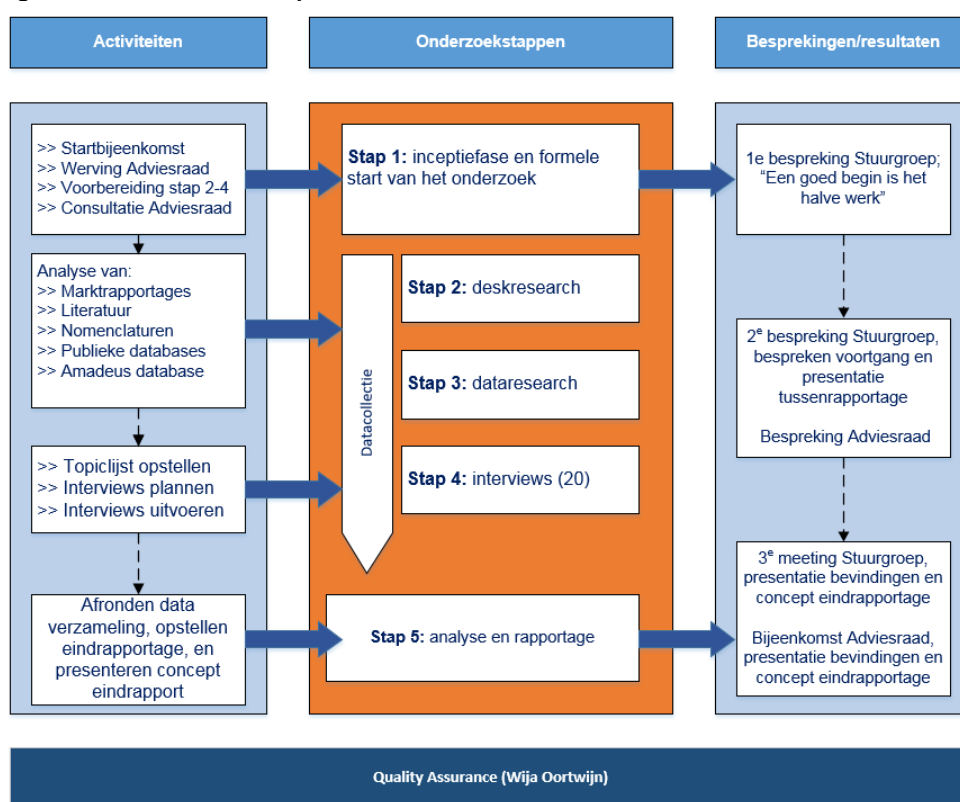 Activiteiten
Onderzoekstappen
Besprekingen/resultaten
>> Startbijeenkomst
>> Werving Adviesraad
>> Voorbereiding stap 2-4
>> Consultatie Adviesraad
Stap 1: inceptiefase en formele
start van het onderzoek
1e bespreking Stuurgroep;
“Een goed begin is het
halve werk”
Analyse van:
>> Marktrapportages
>> Literatuur
>> Nomenclaturen
>> Publieke databases
>> Amadeus database
Datacollectie
Stap 2: deskresearch
Stap 3: dataresearch
2e bespreking Stuurgroep,
bespreken voortgang en
presentatie
tussenrapportage
Bespreking Adviesraad
>> Topiclijst opstellen
>> Interviews plannen
>> Interviews uitvoeren
Stap 4: interviews (20)
Afronden data
verzameling, opstellen
eindrapportage, en
presenteren concept
eindrapport
Stap 5: analyse en rapportage
3e meeting Stuurgroep,
presentatie bevindingen en
concept eindrapportage
Bijeenkomst Adviesraad,
presentatie bevindingen en
concept eindrapportage
Quality Assurance (Wija Oortwijn)